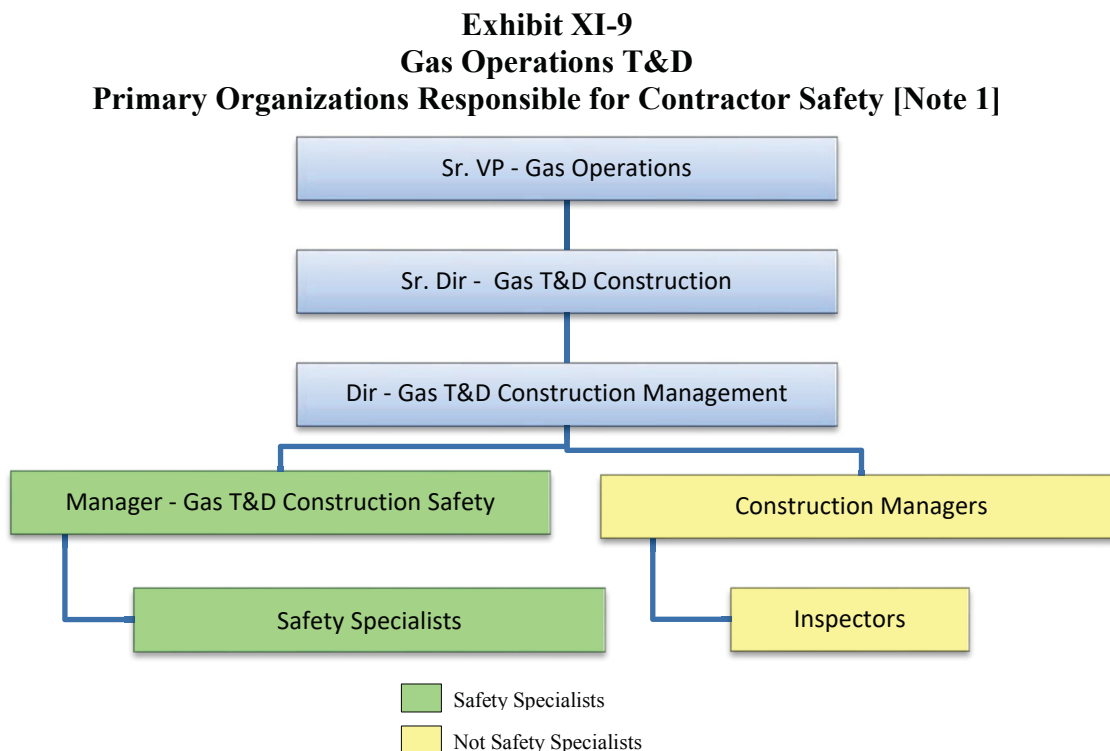 Exhibit XI-9
Gas Operations T&D
Primary Organizations Responsible for Contractor Safety [Note 1]
Sr. VP - Gas Operations
Sr. Dir - Gas T&D Construction
Dir - Gas T&D Construction Management
Manager - Gas T&D Construction Safety
Construction Managers
Safety Specialists
Inspectors
Safety Specialists
Not Safety Specialists